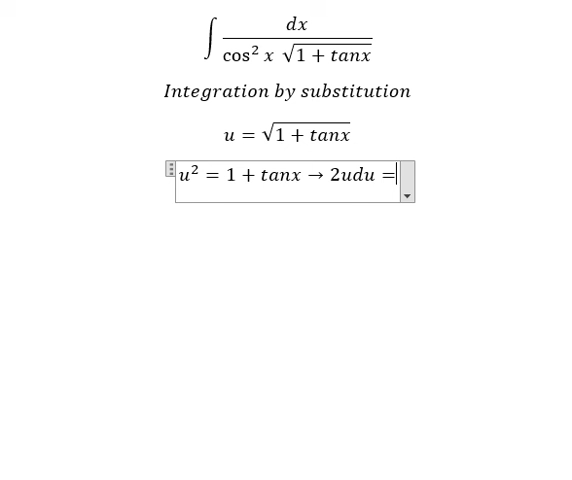 ∫ dx / (cos² x √(1 + tanx))
Integration by substitution
u = √(1 + tanx)
u² = 1 + tanx → 2udu =